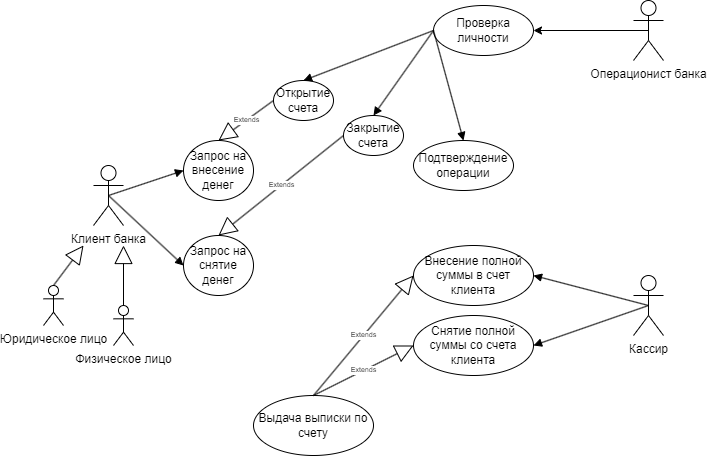 Проверка
личности
Операционист банка
Открытие
счета
Extends
Закрытие
счета
Запрос на
внесение
денег
Подтверждение
операции
Extends
Клиент банка
Запрос на
снятие
денег
Внесение полной
суммы в счет
клиента
Юридическое лицо
Физическое лицо
Extends
Снятие полной
суммы со счета
клиента
Кассир
Extends
Выдача выписки по
счету